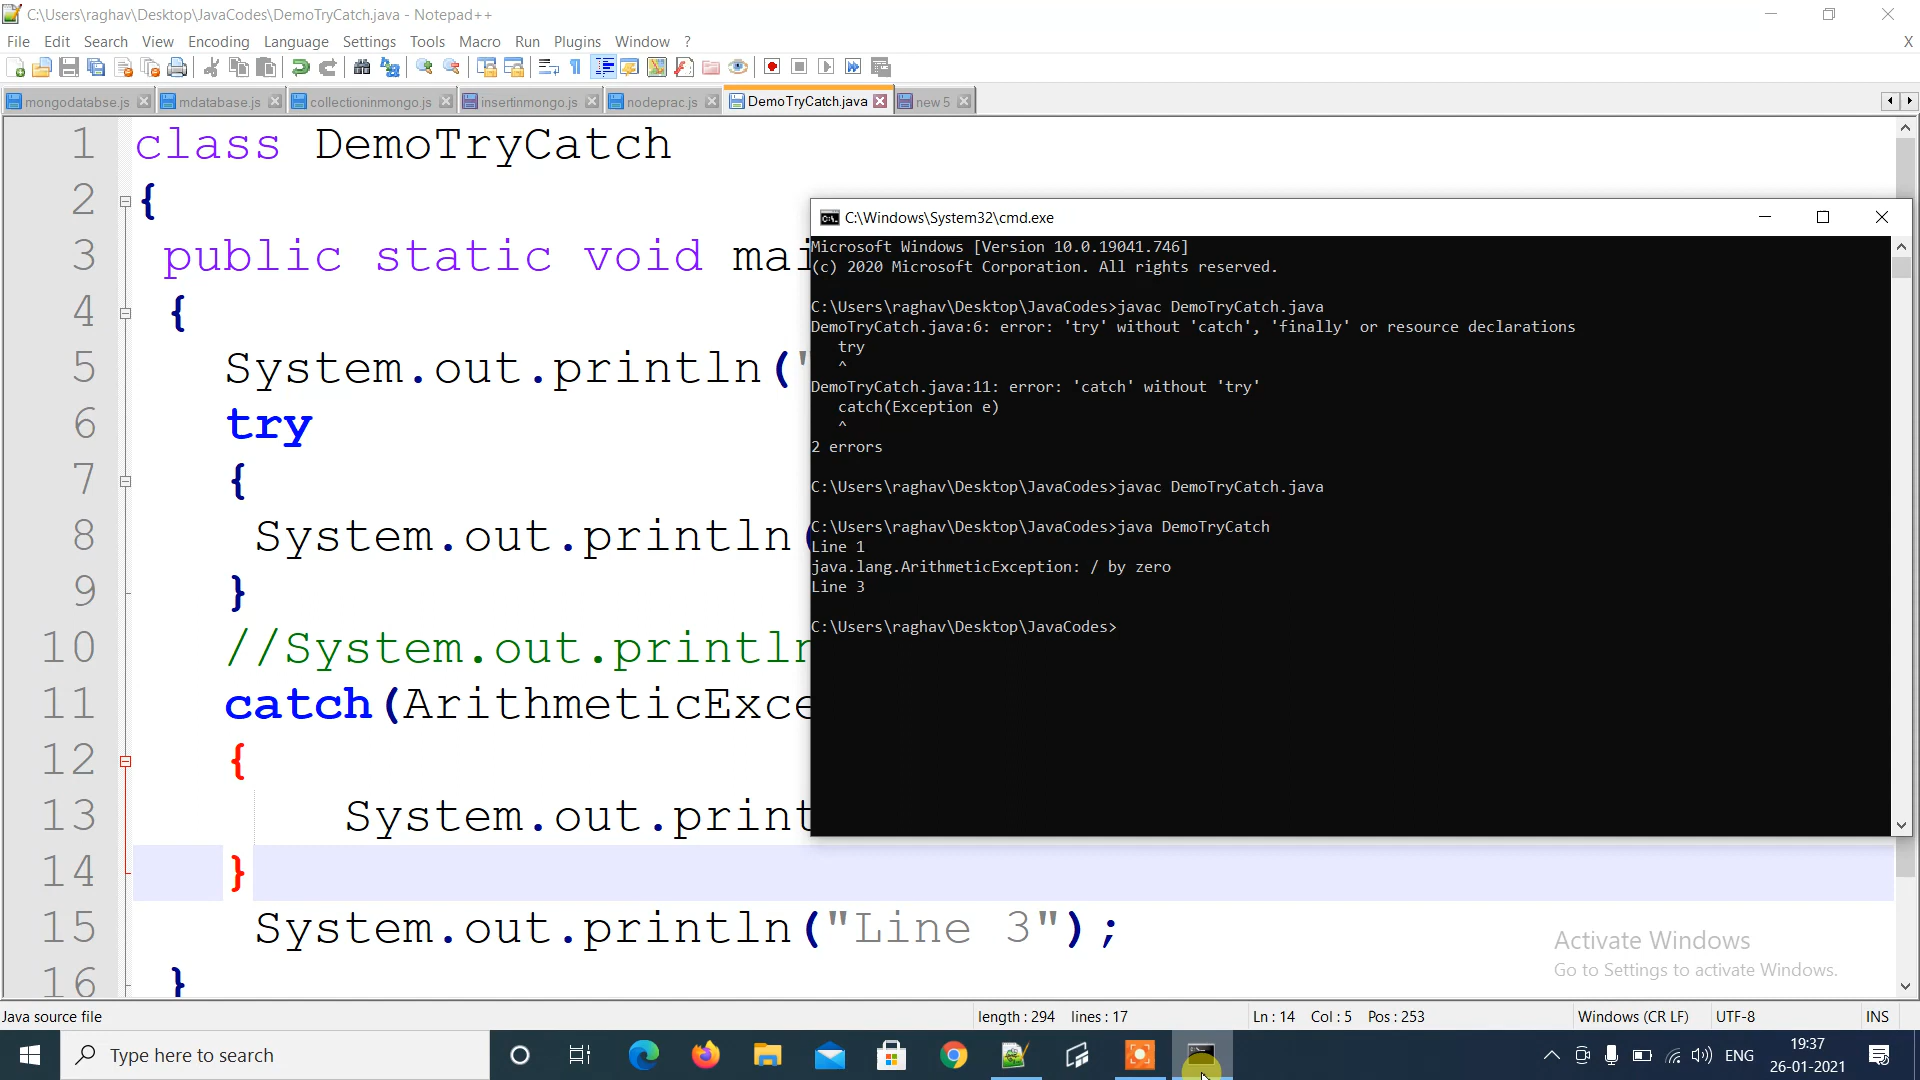 C:\Users\raghav\Desktop\JavaCodes\DemoTryCatch.java - Notepad++
File Edit Search View Encoding Language Settings Tools Macro Run Plugins Window ? X
mongodatabse.js mdatabase.js collectioninmongo.js insertinmongo.js nodeprac.js DemoTryCatch.java new 5
1 class DemoTryCatch
2 {
3 public static void mai
4 {
5 System.out.println("
6 try
7 {
8 System.out.println(
9 }
10 //System.out.println
11 catch(ArithmeticExce
12 {
13 System.out.print
14 }
15 System.out.println("Line 3");
16 }
C:\Windows\System32\cmd.exe
Microsoft Windows [Version 10.0.19041.746]
(c) 2020 Microsoft Corporation. All rights reserved.
C:\Users\raghav\Desktop\JavaCodes>javac DemoTryCatch.java
DemoTryCatch.java:6: error: 'try' without 'catch', 'finally' or resource declarations
try
^
DemoTryCatch.java:11: error: 'catch' without 'try'
catch(Exception e)
^
2 errors
C:\Users\raghav\Desktop\JavaCodes>javac DemoTryCatch.java
C:\Users\raghav\Desktop\JavaCodes>java DemoTryCatch
Line 1
java.lang.ArithmeticException: / by zero
Line 3
C:\Users\raghav\Desktop\JavaCodes>
Activate Windows
Go to Settings to activate Windows.
Java source file length : 294 lines : 17 Ln : 14 Col : 5 Pos : 253 Windows (CR LF) UTF-8 INS
Type here to search
ENG
19:37
26-01-2021